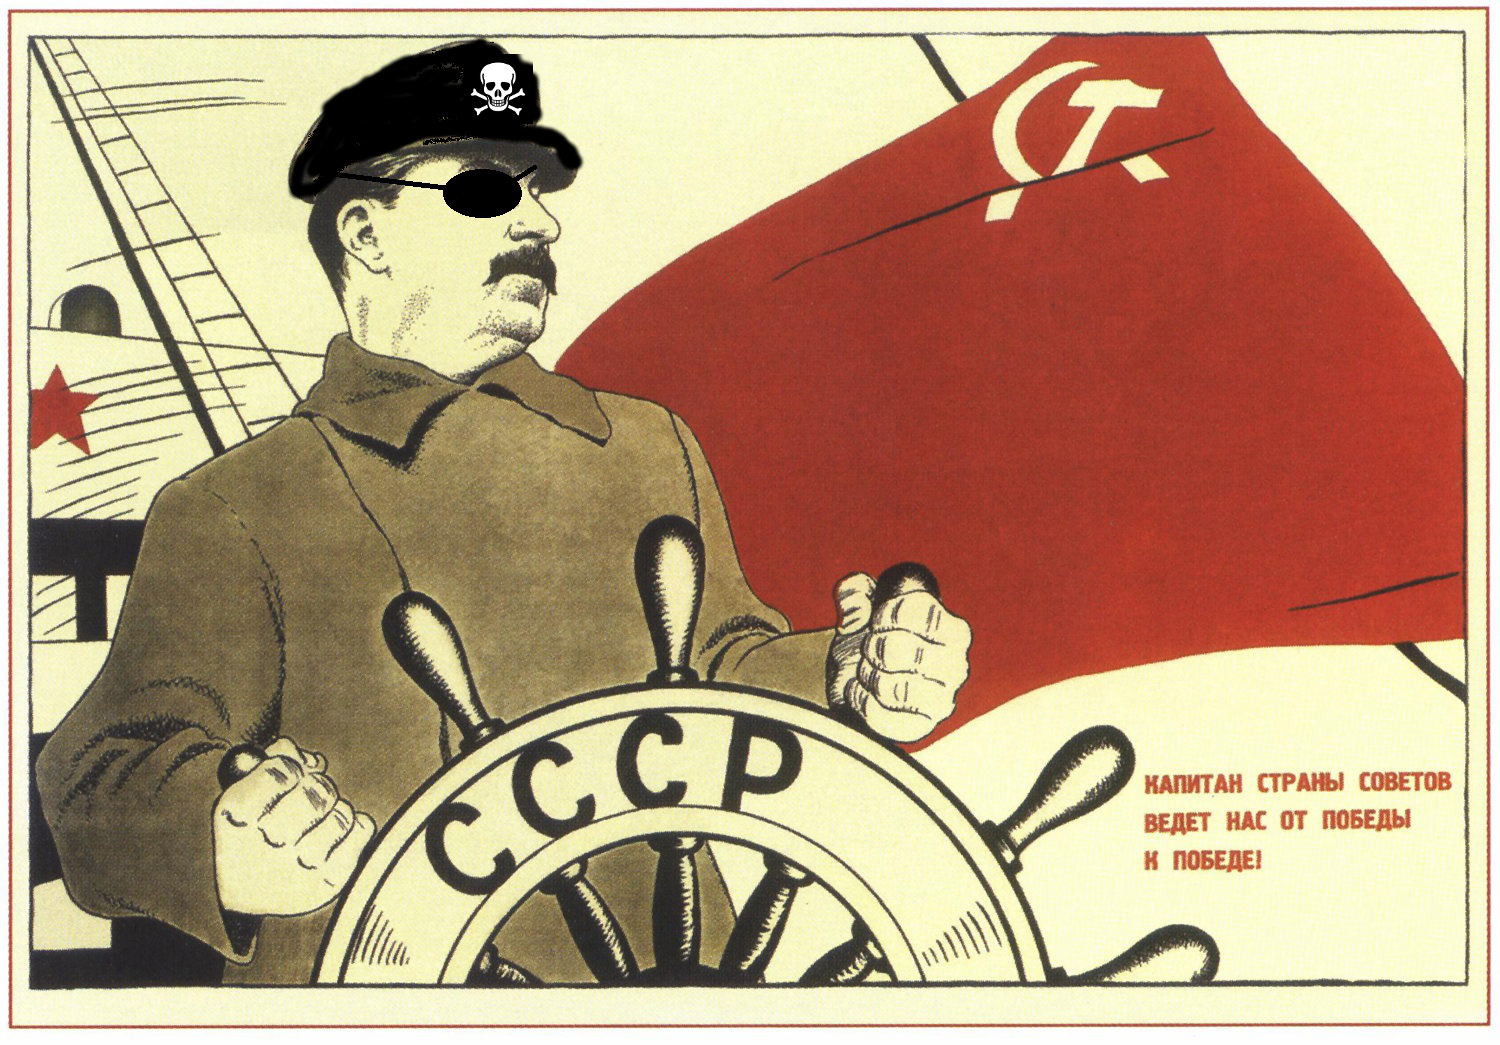 СССР
КАПИТАН СТРАНЫ СОВЕТОВ
ВЕДЕТ НАС ОТ ПОБЕДЫ
К ПОБЕДЕ!